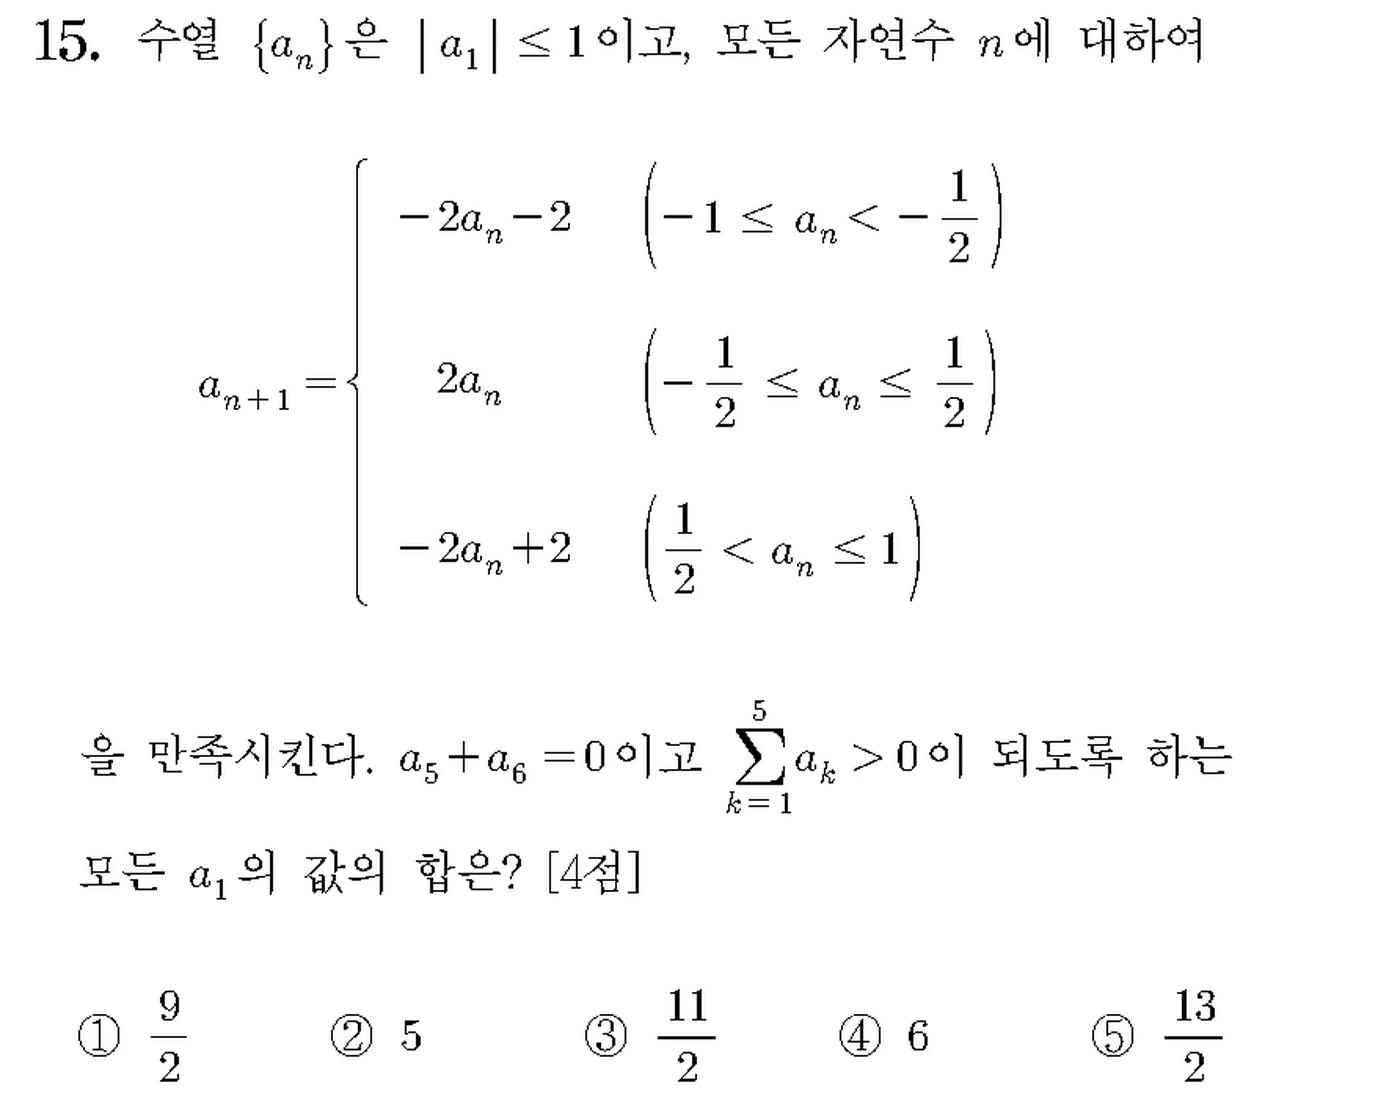 15. 수열 {aₙ}은 |a₁| ≤ 1이고, 모든 자연수 n에 대하여
−2aₙ−2 (−1 ≤ aₙ < −1/2)
aₙ₊₁ = { 2aₙ (−1/2 ≤ aₙ ≤ 1/2)
−2aₙ+2 (1/2 < aₙ ≤ 1)
을 만족시킨다. a₅+a₆=0이고 ∑_{k=1}^{5} aₖ > 0이 되도록 하는
모든 a₁의 값의 합은? [4점]
① 9/2 ② 5 ③ 11/2 ④ 6 ⑤ 13/2